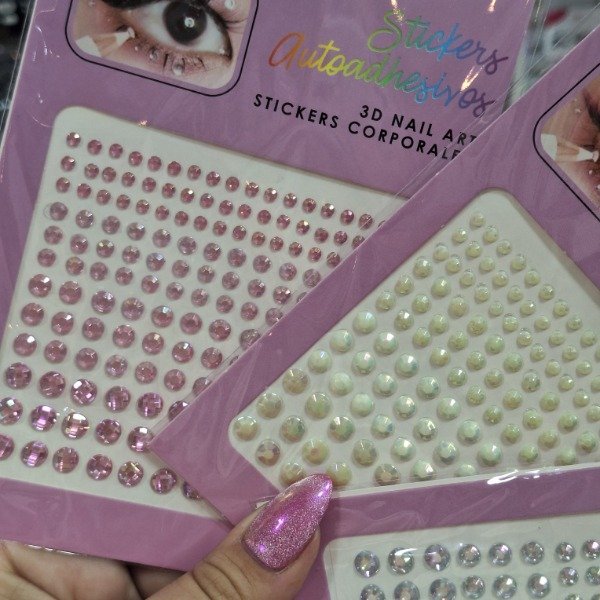 Stickers
Autoadhesivos
3D NAIL ART
STICKERS CORPORALE